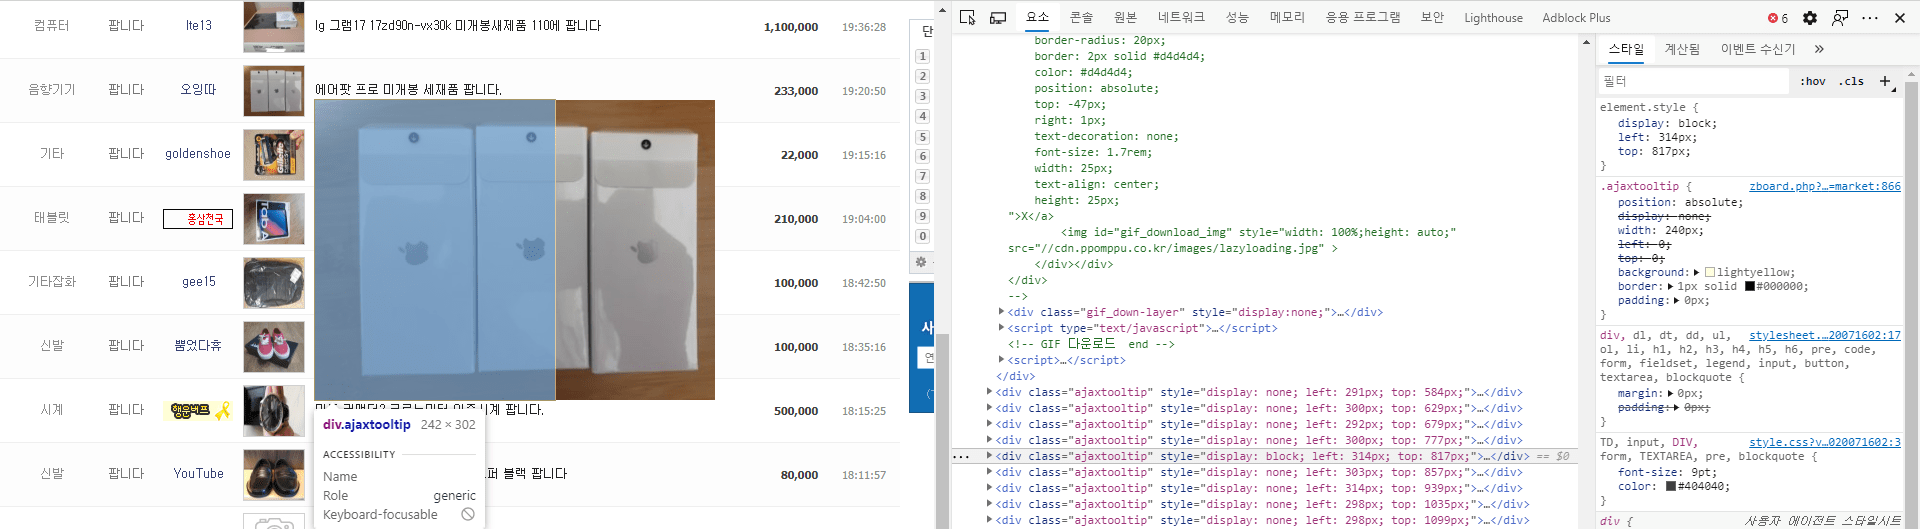 컴퓨터 팝니다 lte13 lg 그램17 17zd90n-vx30k 미개봉새제품 110에 팝니다 1,100,000 19:36:28
음향기기 팝니다 오잉따 에어팟 프로 미개봉 세재품 팝니다. 233,000 19:20:50
기타 팝니다 goldenshoe 22,000 19:15:16
태블릿 팝니다 홍삼천국 210,000 19:04:00
기타잡화 팝니다 gee15 100,000 18:42:50
신발 팝니다 뿜었다휴 100,000 18:35:16
시계 팝니다 행운버프 팝니다. 500,000 18:15:25
신발 팝니다 YouTube 퍼 블랙 팝니다 80,000 18:11:57
div.ajaxtooltip 242 × 302
ACCESSIBILITY
Name
Role generic
Keyboard-focusable
단
1
2
3
4
5
6
7
8
9
0
새
연
요소 콘솔 원본 네트워크 성능 메모리 응용 프로그램 보안 Lighthouse Adblock Plus 6
border-radius: 20px;
border: 2px solid #d4d4d4;
color: #d4d4d4;
position: absolute;
top: -47px;
right: 1px;
text-decoration: none;
font-size: 1.7rem;
width: 25px;
text-align: center;
height: 25px;
">X</a>
<img id="gif_download_img" style="width: 100%;height: auto;"
src="//cdn.ppomppu.co.kr/images/lazyloading.jpg" >
</div></div>
</div>
-->
<div class="gif_down-layer" style="display:none;">…</div>
<script type="text/javascript">…</script>
<!-- GIF 다운로드 end -->
<script>…</script>
</div>
<div class="ajaxtooltip" style="display: none; left: 291px; top: 584px;">…</div>
<div class="ajaxtooltip" style="display: none; left: 300px; top: 629px;">…</div>
<div class="ajaxtooltip" style="display: none; left: 292px; top: 679px;">…</div>
<div class="ajaxtooltip" style="display: none; left: 300px; top: 777px;">…</div>
<div class="ajaxtooltip" style="display: block; left: 314px; top: 817px;">…</div> == $0
<div class="ajaxtooltip" style="display: none; left: 303px; top: 857px;">…</div>
<div class="ajaxtooltip" style="display: none; left: 314px; top: 939px;">…</div>
<div class="ajaxtooltip" style="display: none; left: 298px; top: 1035px;">…</div>
<div class="ajaxtooltip" style="display: none; left: 298px; top: 1099px;">…</div>
스타일 계산됨 이벤트 수신기 »
필터 :hov .cls +
element.style {
display: block;
left: 314px;
top: 817px;
}
.ajaxtooltip { zboard.php?…=market:866
position: absolute;
display: none;
width: 240px;
left: 0;
top: 0;
background: lightyellow;
border: 1px solid #000000;
padding: 0px;
}
div, dl, dt, dd, ul, stylesheet.…20071602:17
ol, li, h1, h2, h3, h4, h5, h6, pre, code,
form, fieldset, legend, input, button,
textarea, blockquote {
margin: 0px;
padding: 0px;
}
TD, input, DIV, style.css?v…020071602:3
form, TEXTAREA, pre, blockquote {
font-size: 9pt;
color: #404040;
}
div { 사용자 에이전트 스타일시트